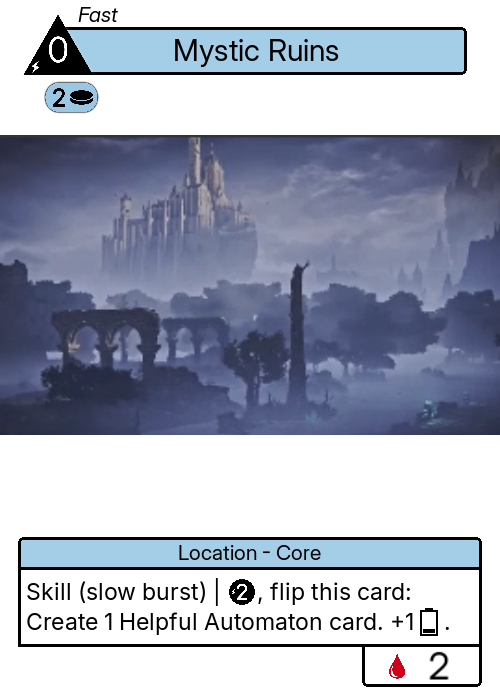 Fast
0
Mystic Ruins
2
Location - Core
Skill (slow burst) | 2, flip this card:
Create 1 Helpful Automaton card. +1 .
2